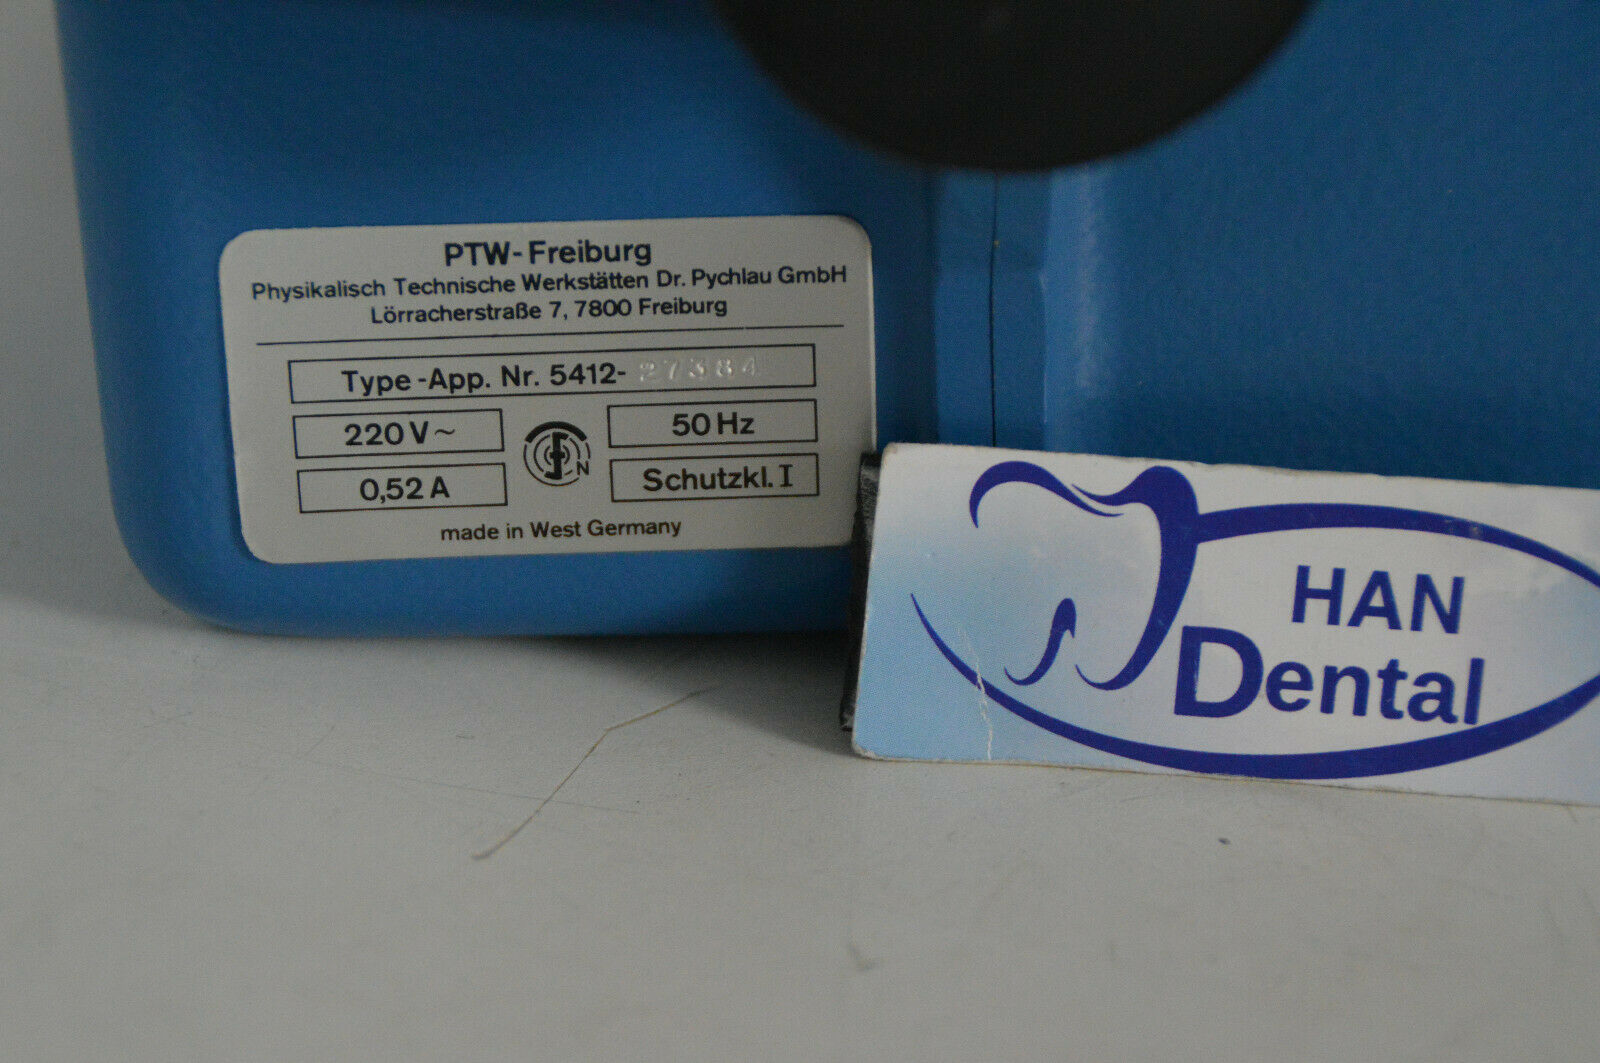 PTW-Freiburg
Physikalisch Technische Werkstätten Dr. Pychlau GmbH
Lörracherstraße 7, 7800 Freiburg
Type-App. Nr. 5412-27384
220V~
50Hz
0,52A
N
Schutzkl. I
made in West Germany
HAN
Dental